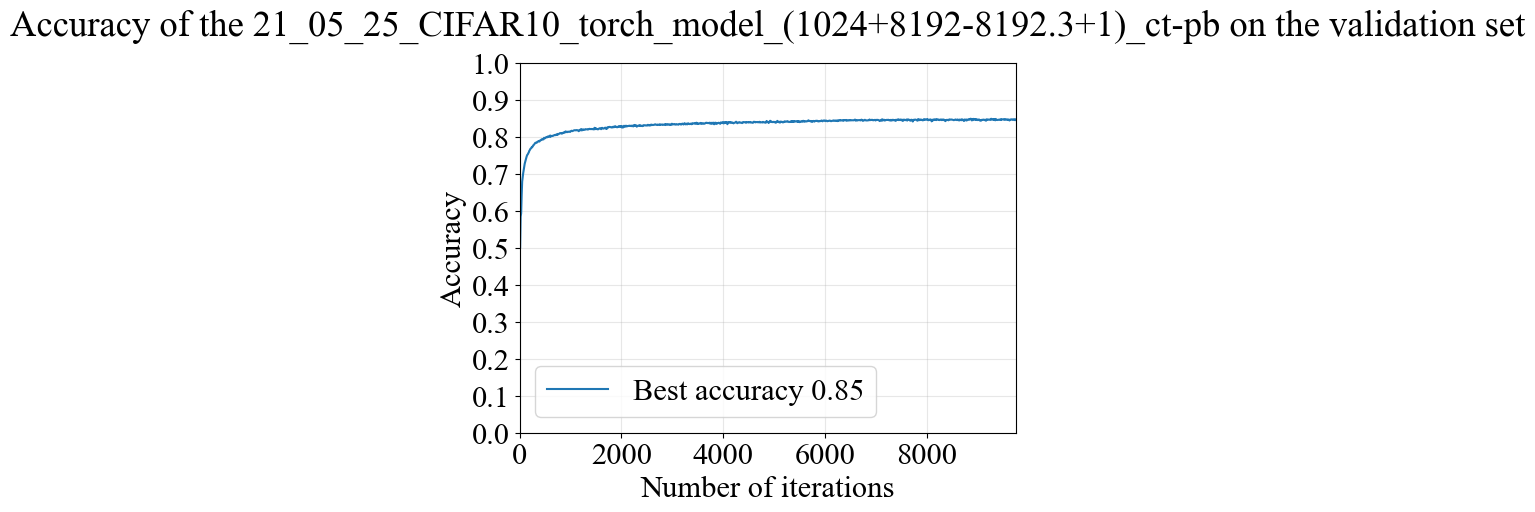 Accuracy of the 21_05_25_CIFAR10_torch_model_(1024+8192-8192.3+1)_ct-pb on the validation set
1.0
0.9
0.8
0.7
0.6
0.5
0.4
0.3
0.2
0.1
0.0
Accuracy
Best accuracy 0.85
0 2000 4000 6000 8000
Number of iterations